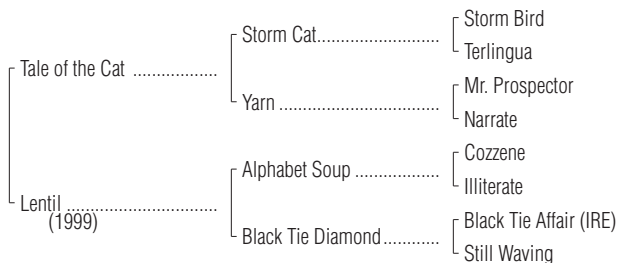 Storm Bird
Storm Cat..........................
Terlingua
Tale of the Cat ..................
Mr. Prospector
Yarn ..................................
Narrate
Cozzene
Alphabet Soup ..................
Illiterate
Lentil ................................
(1999)
Black Tie Affair (IRE)
Black Tie Diamond............
Still Waving